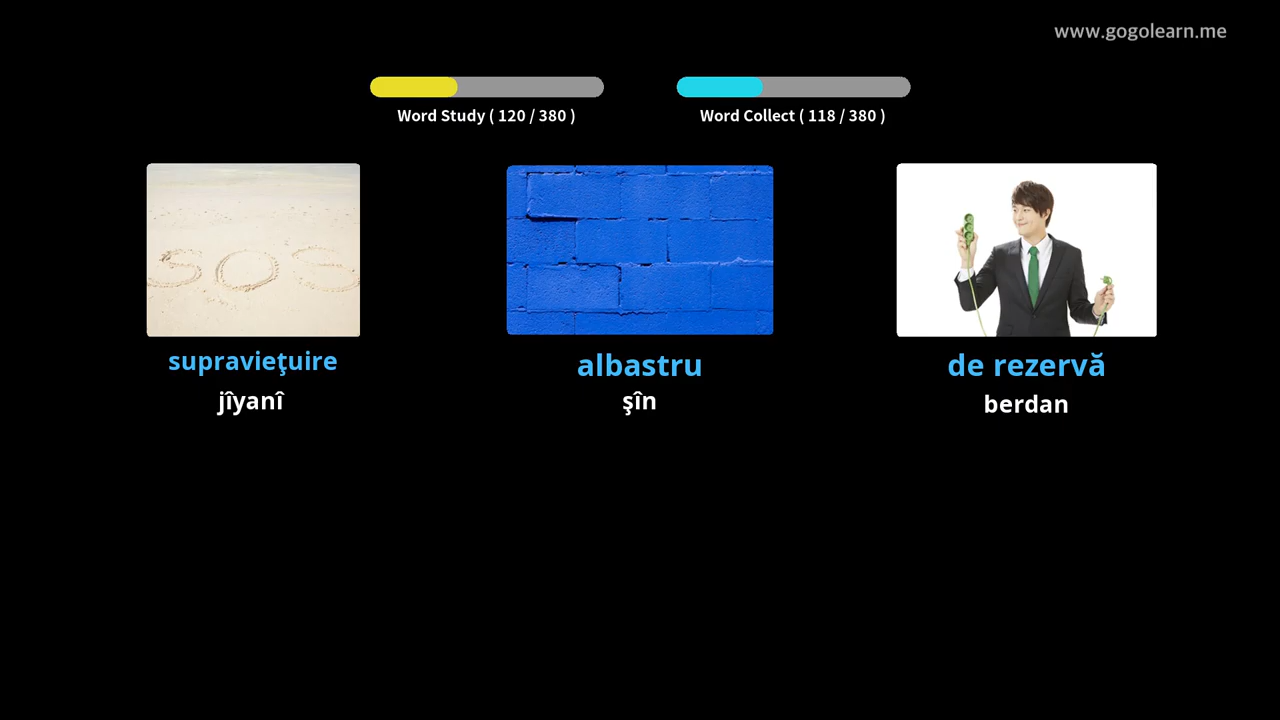 www.gogolearn.me
Word Study ( 120 / 380 )
Word Collect ( 118 / 380 )
SOS
supravieţuire
albastru
de rezervă
jîyanî
şîn
berdan